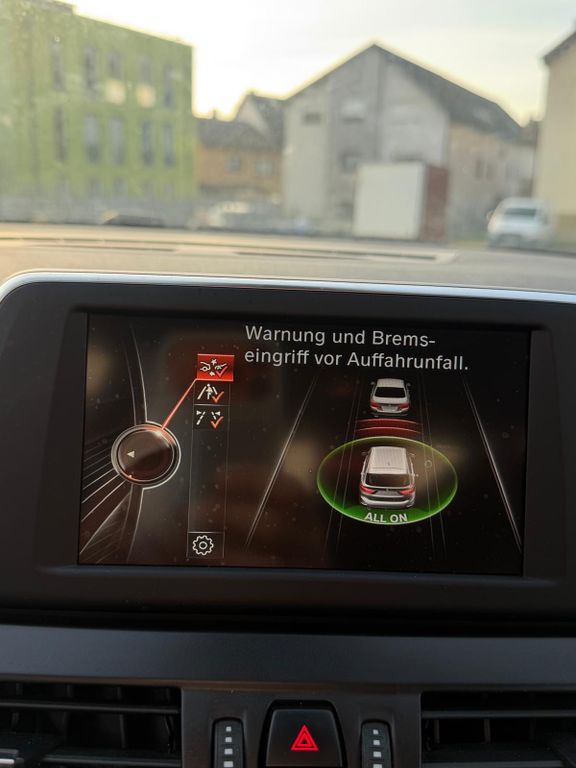 Warnung und Brems-
eingriff vor Auffahrunfall.
ALL ON